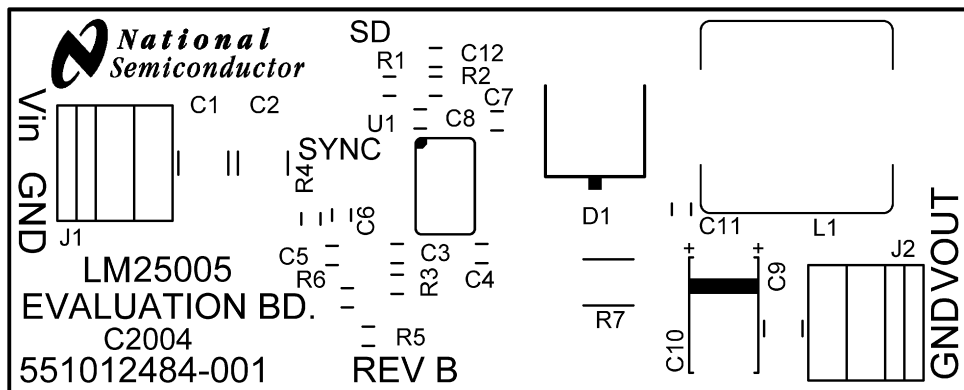 National
Semiconductor
SD
R1
C12
R2
C1
C2
C7
C8
U1
Vin
SYNC
R4
GND
J1
C6
D1
C11
L1
C5
C3
C4
R6
R3
J2
C9
LM25005
EVALUATION BD.
C2004
551012484-001
R5
REV B
R7
C10
+
+
GND
VOUT